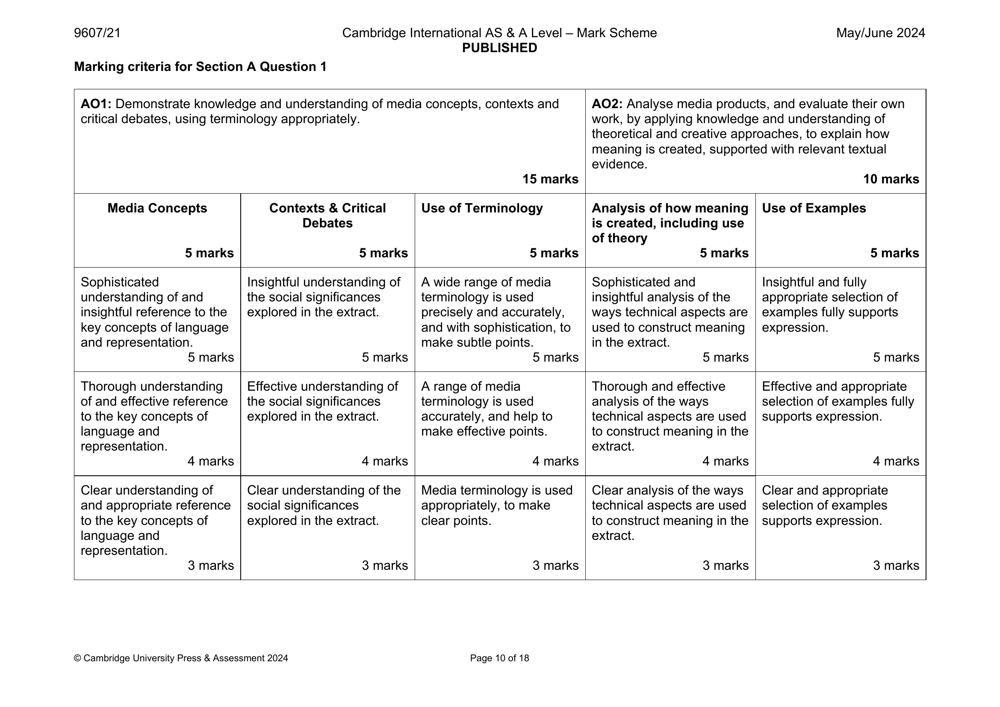 9607/21
Cambridge International AS & A Level – Mark Scheme
PUBLISHED
May/June 2024
Marking criteria for Section A Question 1
AO1: Demonstrate knowledge and understanding of media concepts, contexts and
critical debates, using terminology appropriately.
15 marks
AO2: Analyse media products, and evaluate their own
work, by applying knowledge and understanding of
theoretical and creative approaches, to explain how
meaning is created, supported with relevant textual
evidence.
10 marks
Media Concepts
5 marks
Contexts & Critical
Debates
5 marks
Use of Terminology
5 marks
Analysis of how meaning
is created, including use
of theory
5 marks
Use of Examples
5 marks
Sophisticated
understanding of and
insightful reference to the
key concepts of language
and representation.
5 marks
Insightful understanding of
the social significances
explored in the extract.
5 marks
A wide range of media
terminology is used
precisely and accurately,
and with sophistication, to
make subtle points.
5 marks
Sophisticated and
insightful analysis of the
ways technical aspects are
used to construct meaning
in the extract.
5 marks
Insightful and fully
appropriate selection of
examples fully supports
expression.
5 marks
Thorough understanding
of and effective reference
to the key concepts of
language and
representation.
4 marks
Effective understanding of
the social significances
explored in the extract.
4 marks
A range of media
terminology is used
accurately, and help to
make effective points.
4 marks
Thorough and effective
analysis of the ways
technical aspects are used
to construct meaning in the
extract.
4 marks
Effective and appropriate
selection of examples fully
supports expression.
4 marks
Clear understanding of
and appropriate reference
to the key concepts of
language and
representation.
3 marks
Clear understanding of the
social significances
explored in the extract.
3 marks
Media terminology is used
appropriately, to make
clear points.
3 marks
Clear analysis of the ways
technical aspects are used
to construct meaning in the
extract.
3 marks
Clear and appropriate
selection of examples
supports expression.
3 marks
© Cambridge University Press & Assessment 2024
Page 10 of 18